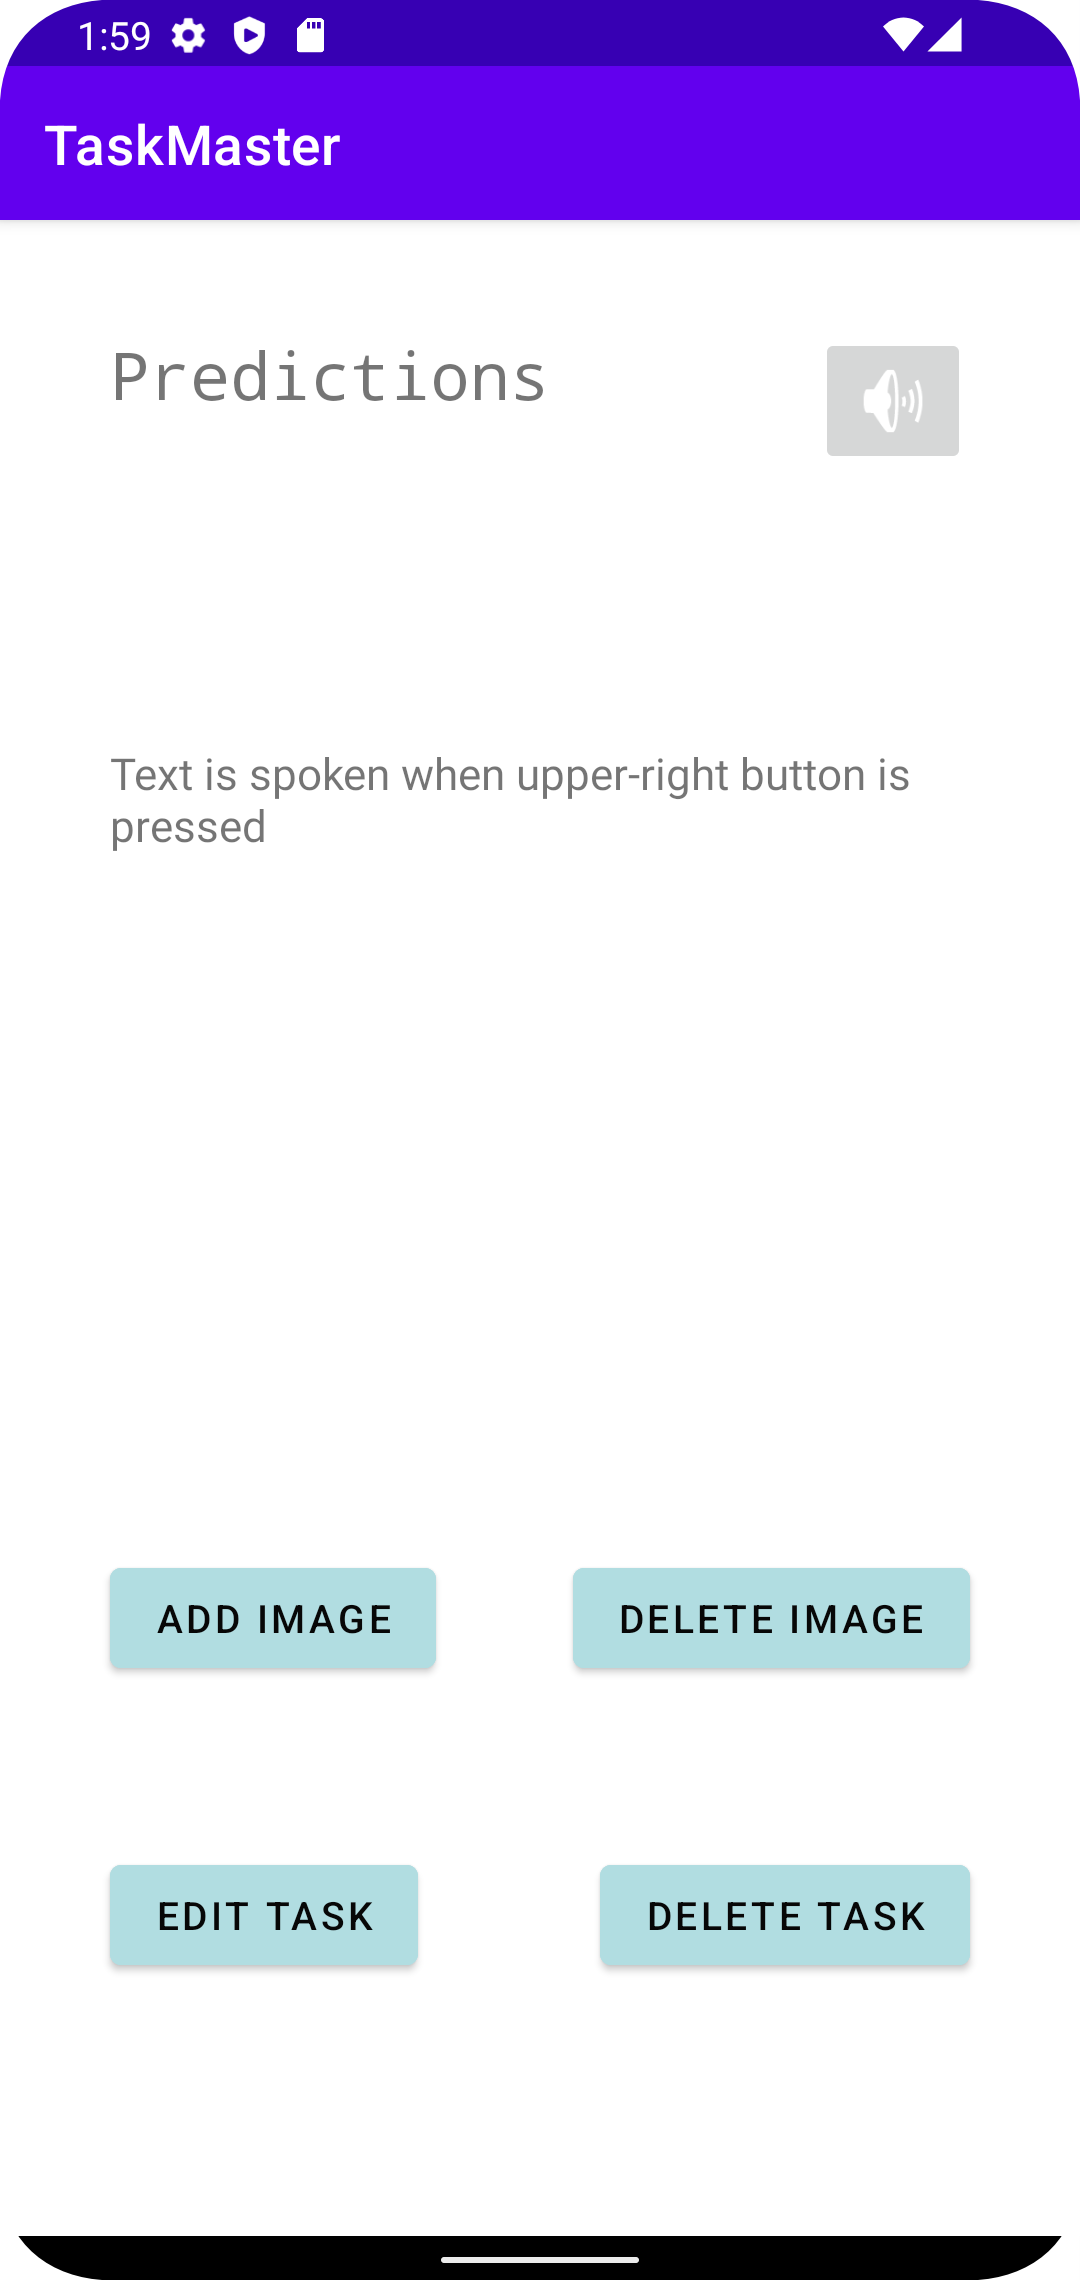 1:59
TaskMaster
Predictions
Text is spoken when upper-right button is
pressed
ADD IMAGE
DELETE IMAGE
EDIT TASK
DELETE TASK